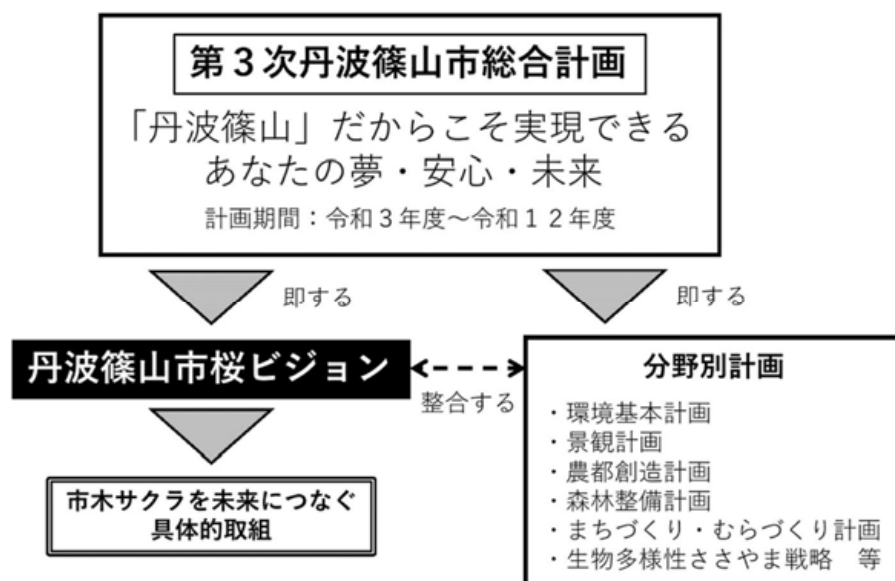 第３次丹波篠山市総合計画
「丹波篠山」だからこそ実現できる
あなたの夢・安心・未来
計画期間：令和３年度～令和１２年度
即する
即する
丹波篠山市桜ビジョン
整合する
市木サクラを未来につなぐ
具体的取組
分野別計画
・環境基本計画
・景観計画
・農都創造計画
・森林整備計画
・まちづくり・むらづくり計画
・生物多様性ささやま戦略　等